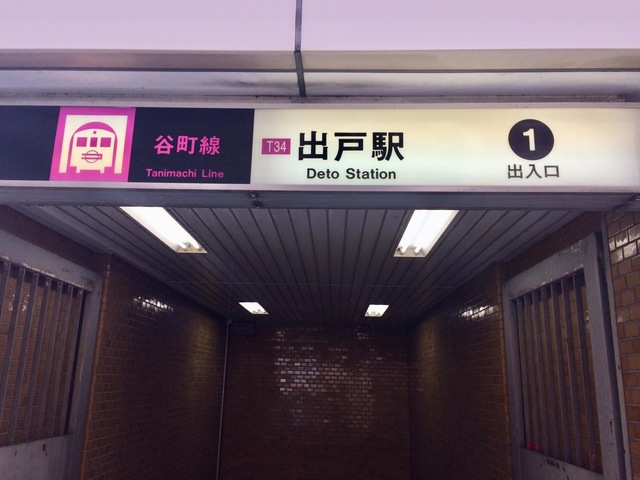 谷町線
Tanimachi Line
T34 出戸駅
Deto Station
1
出入口